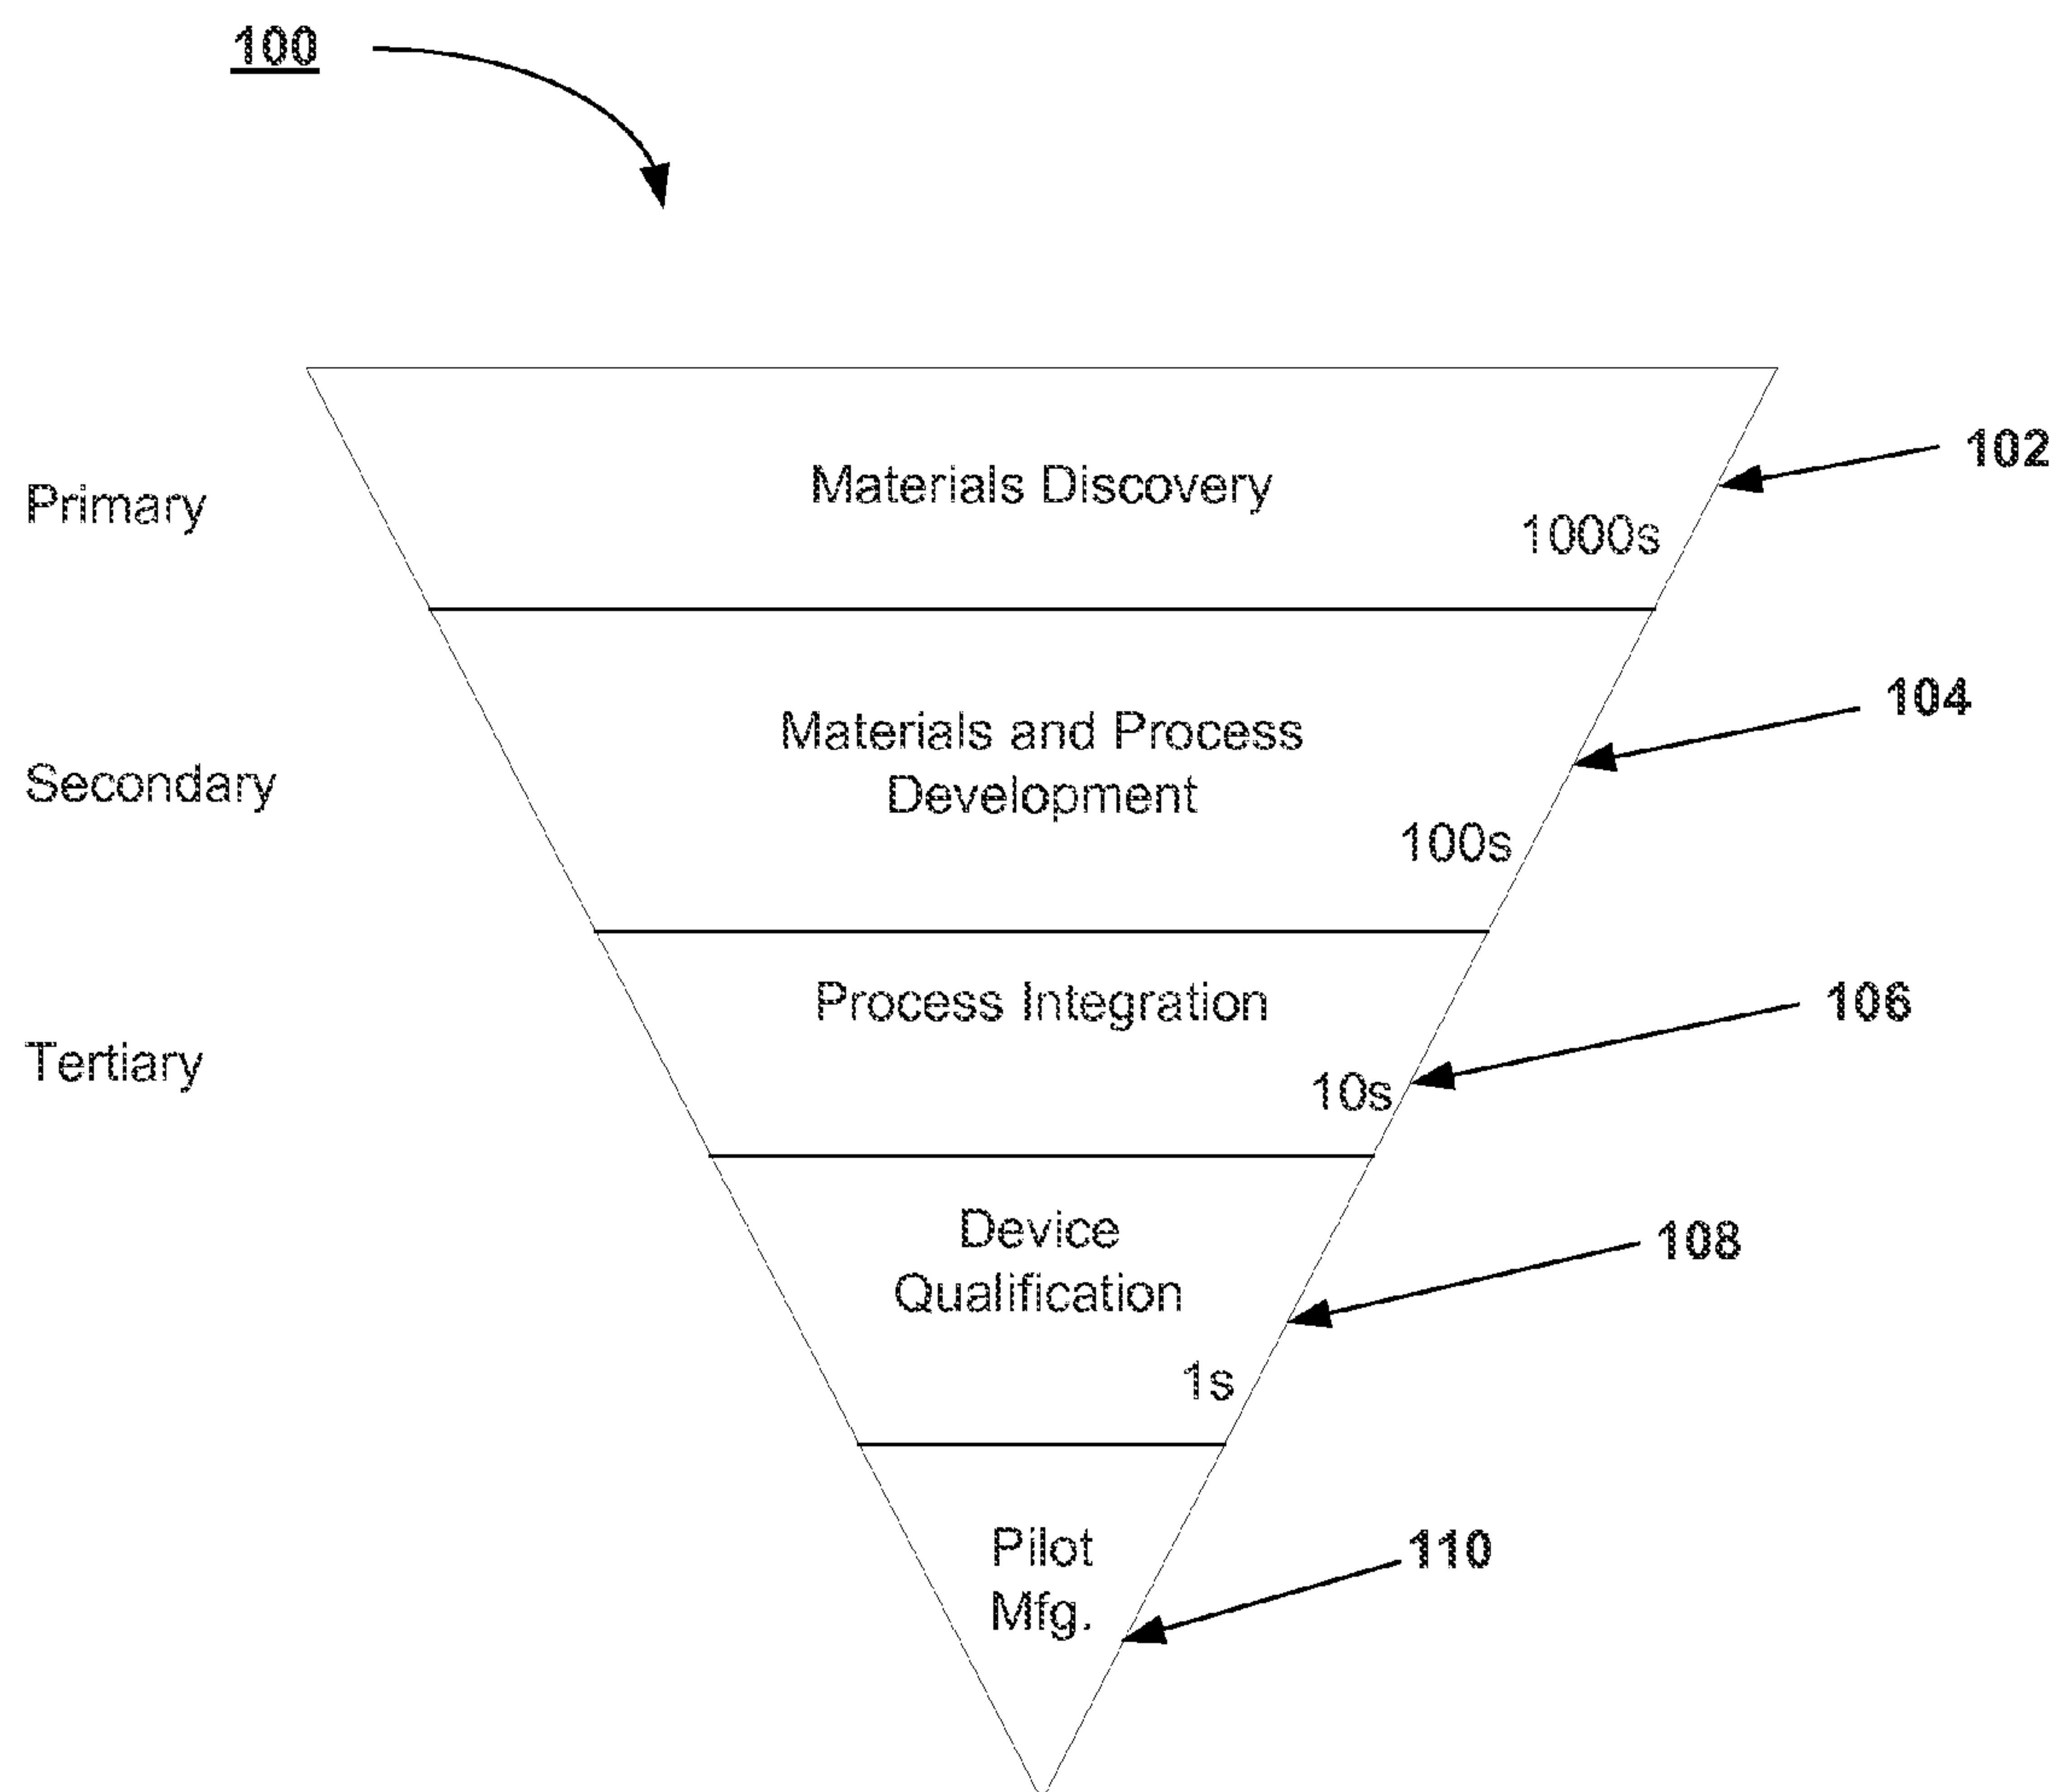 100
Materials Discovery
102
Primary
1000s
Materials and Process
Development
104
Secondary
100s
Process Integration
106
Tertiary
10s
Device
Qualification
108
1s
Pilot
Mfg.
110